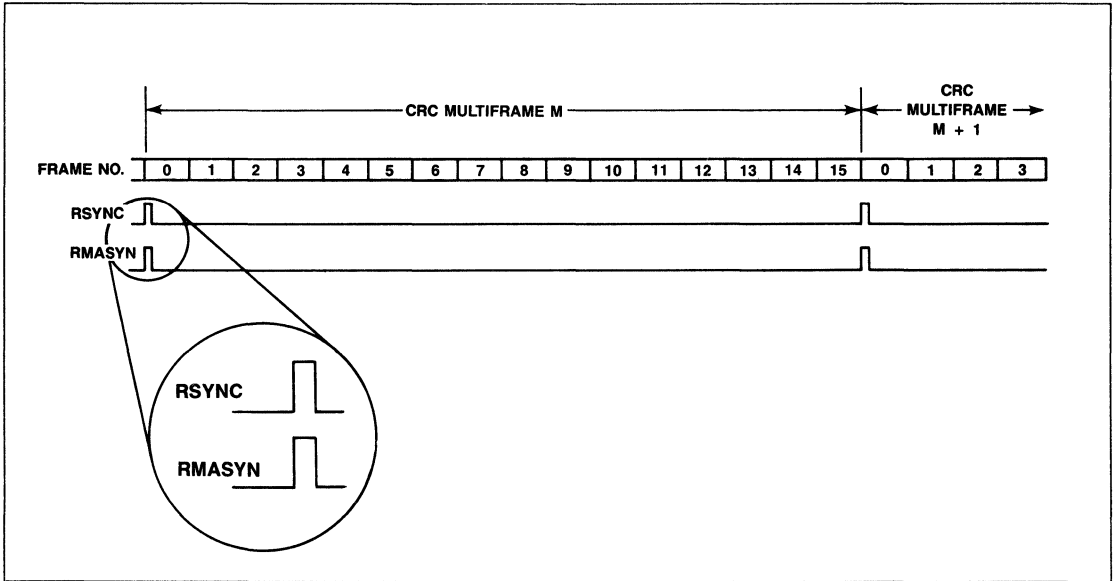 CRC MULTIFRAME M
CRC
MULTIFRAME
M + 1
FRAME NO. 0 1 2 3 4 5 6 7 8 9 10 11 12 13 14 15 0 1 2 3
RSYNC
RMASYN
RSYNC
RMASYN